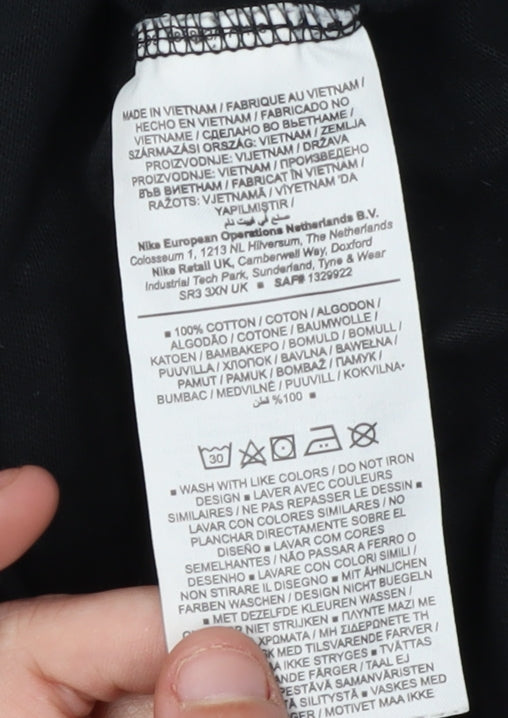 MADE IN VIETNAM / FABRIQUE AU VIETNAM /
HECHO EN VIETNAM / FABRICADO NO
VIETNAME / СДЕЛАНО ВО ВЬЕТНАМЕ /
SZÁRMAZÁSI ORSZÁG: VIETNAM / ZEMLJA
PROIZVODNJE: VIJETNAM / DRŽAVA
PROIZVODNJE: VIETNAM / ПРОИЗВЕДЕНО
ВЪВ ВИЕТНАМ / FABRICAT ÎN VIETNAM /
RAŽOTS: VJETNAMĀ / VİYETNAM 'DA
YAPILMIŞTIR /
صنع في فيت نام
Nike European Operations Netherlands B.V.
Colosseum 1, 1213 NL Hilversum, The Netherlands
Nike Retail UK, Camberwell Way, Doxford
Industrial Tech Park, Sunderland, Tyne & Wear
SR3 3XN UK ■ SAF# 1329922
■ 100% COTTON / COTON / ALGODON /
ALGODÃO / COTONE / BAUMWOLLE /
KATOEN / ΒΑΜΒΑΚΕΡΟ / BOMULD / BOMULL /
PUUVILLA / ХЛОПОК / BAVLNA / BAWEŁNA /
PAMUT / PAMUK / BOMBAŽ / ПАМУК /
BUMBAC / MEDVILNĖ / PUUVILL / KOKVILNA
%100 قطن ■
30
■ WASH WITH LIKE COLORS / DO NOT IRON
DESIGN ■ LAVER AVEC COULEURS
SIMILAIRES / NE PAS REPASSER LE DESSIN ■
LAVAR CON COLORES SIMILARES / NO
PLANCHAR DIRECTAMENTE SOBRE EL
DISEÑO ■ LAVAR COM CORES
SEMELHANTES / NÃO PASSAR A FERRO O
DESENHO ■ LAVARE CON COLORI SIMILI /
NON STIRARE IL DISEGNO ■ MIT ÄHNLICHEN
FARBEN WASCHEN / DESIGN NICHT BUEGELN
■ MET DEZELFDE KLEUREN WASSEN /
NIET STRIJKEN ■ ΠΛΥΝΤΕ ΜΑΖΙ ΜΕ
ΧΡΩΜΑΤΑ / ΜΗ ΣΙΔΕΡΩΝΕΤΕ ΤΗ
MED TILSVARENDE FARVER /
IKKE STRYGES ■ TVÄTTAS
FÄRGER / TAAL EJ
SAMANVÄRISTEN
SILITYSTÄ ■ VASKES MED
MOTIVET MAA IKKE